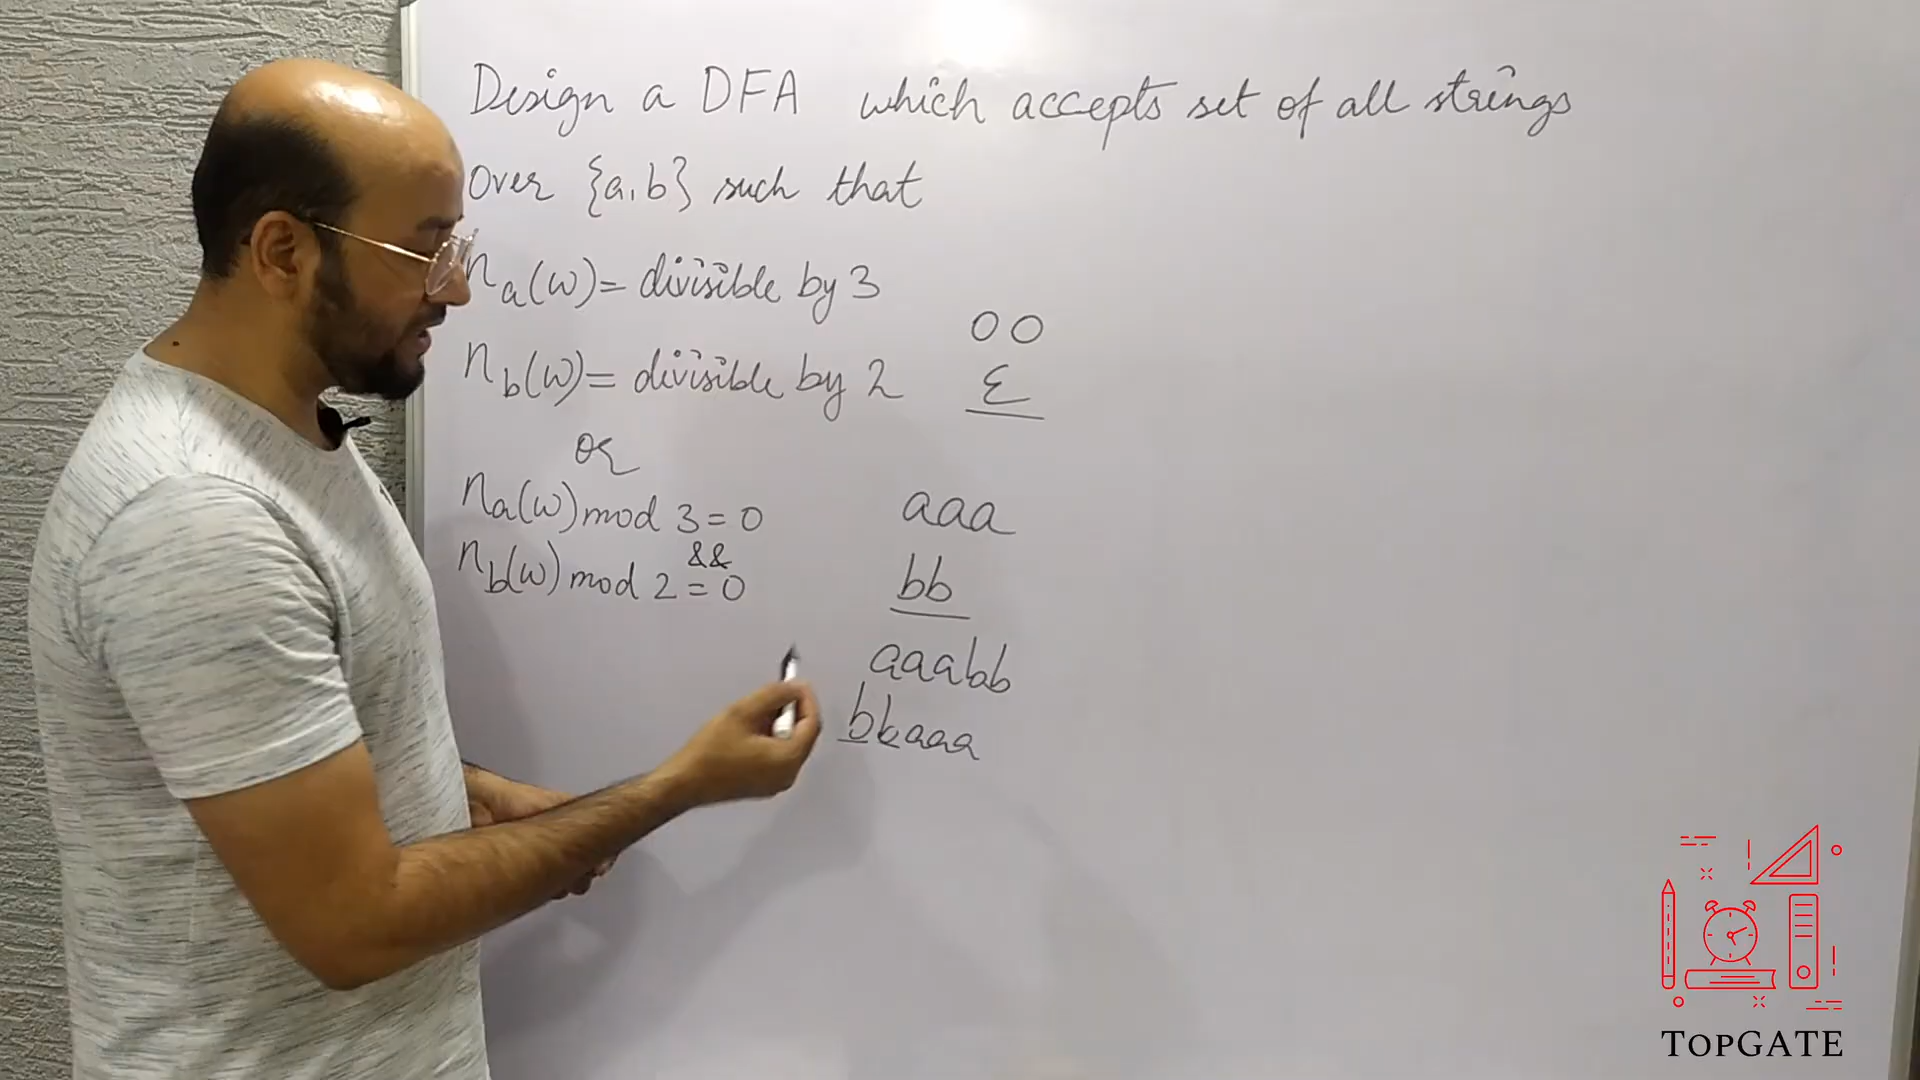 Design a DFA which accepts set of all strings
over {a,b} such that
na(w)= divisible by 3
nb(w)= divisible by 2
or
na(w) mod 3 = 0
&&
nb(w) mod 2 = 0
00
ε
aaa
bb
aaabb
bbaaa
TOPGATE